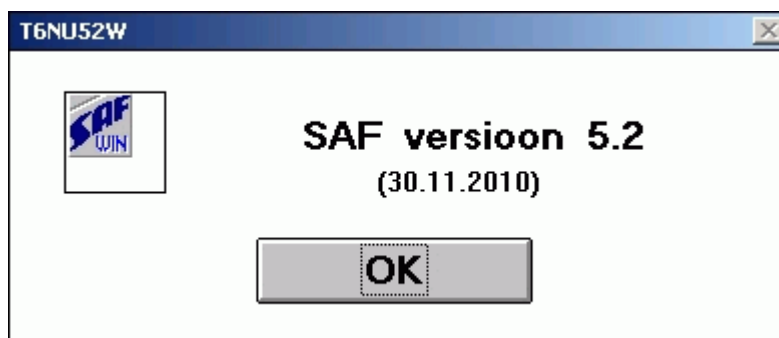 T6NU52W
SAF
WIN
SAF versioon 5.2
(30.11.2010)
OK